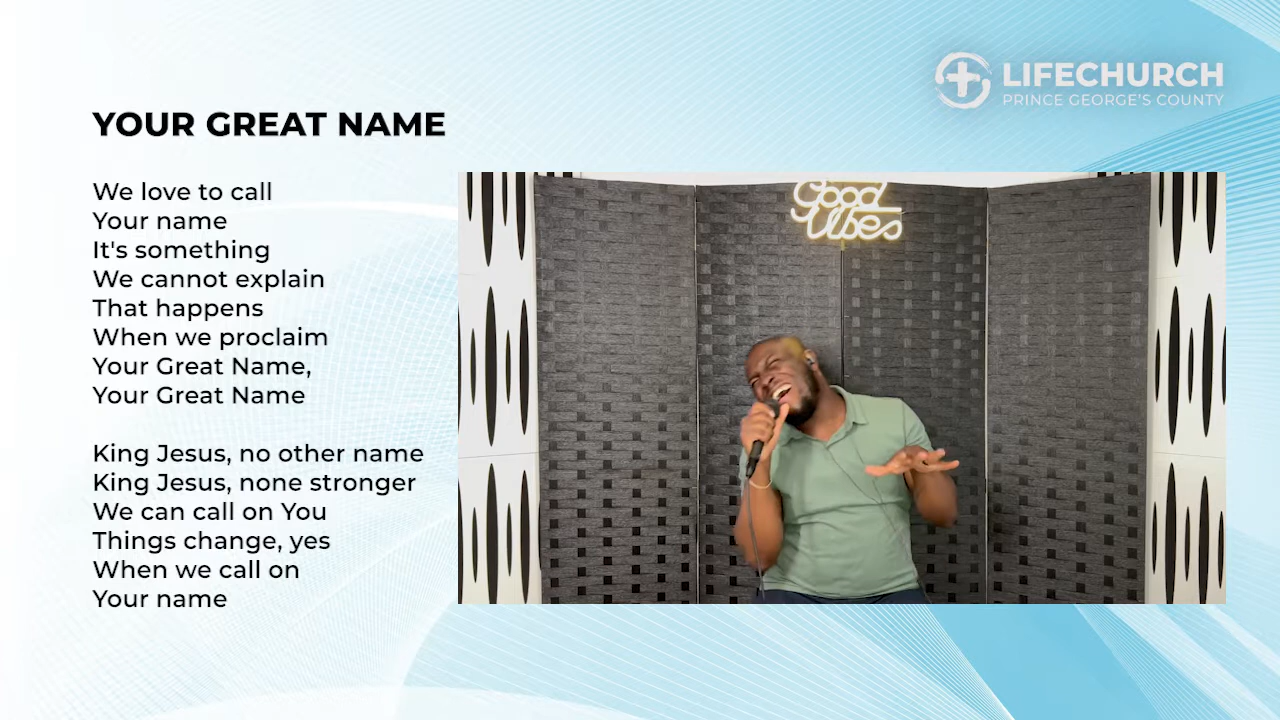 LIFECHURCH
PRINCE GEORGE'S COUNTY
YOUR GREAT NAME
We love to call
Your name
It's something
We cannot explain
That happens
When we proclaim
Your Great Name,
Your Great Name
King Jesus, no other name
King Jesus, none stronger
We can call on You
Things change, yes
When we call on
Your name
Good
Vibes